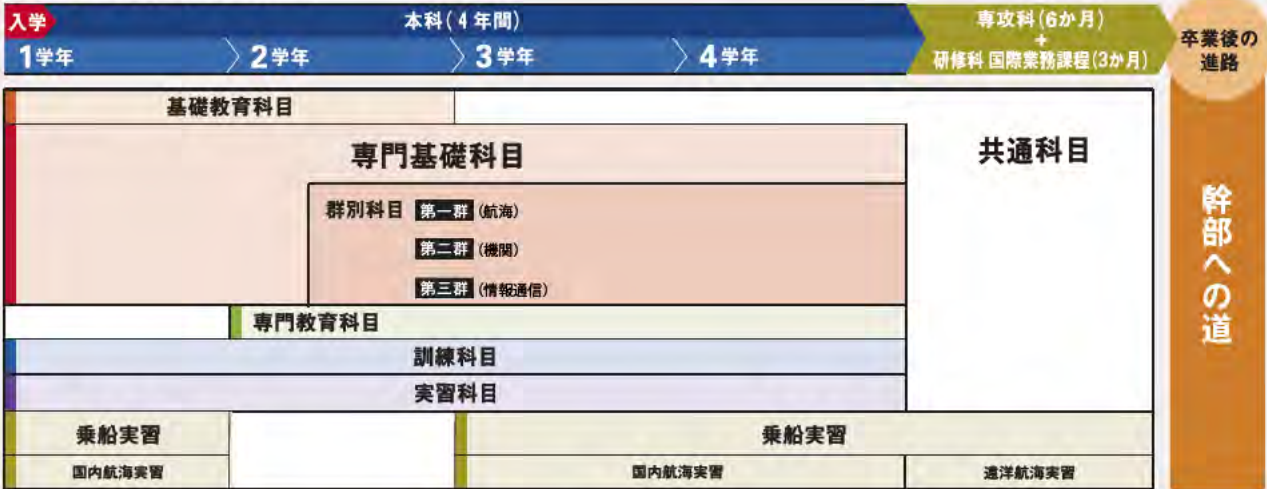 入学
本科(4年間)
1学年
2学年
3学年
4学年
専攻科(6か月)
+
研修科 国際業務課程(3か月)
卒業後の
進路
基礎教育科目
専門基礎科目
共通科目
群別科目 第一群 (航海)
第二群 (機関)
第三群 (情報通信)
専門教育科目
訓練科目
実習科目
乗船実習
乗船実習
国内航海実習
国内航海実習
遠洋航海実習
幹部への道